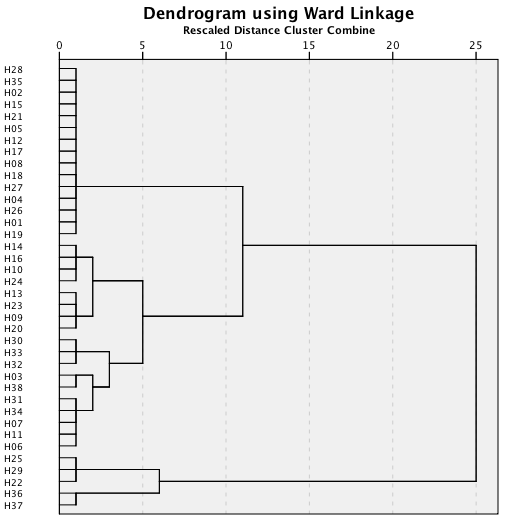 Dendrogram using Ward Linkage
Rescaled Distance Cluster Combine
0 5 10 15 20 25
H28
H35
H02
H15
H21
H05
H12
H17
H08
H18
H27
H04
H26
H01
H19
H14
H16
H10
H24
H13
H23
H09
H20
H30
H33
H32
H03
H38
H31
H34
H07
H11
H06
H25
H29
H22
H36
H37